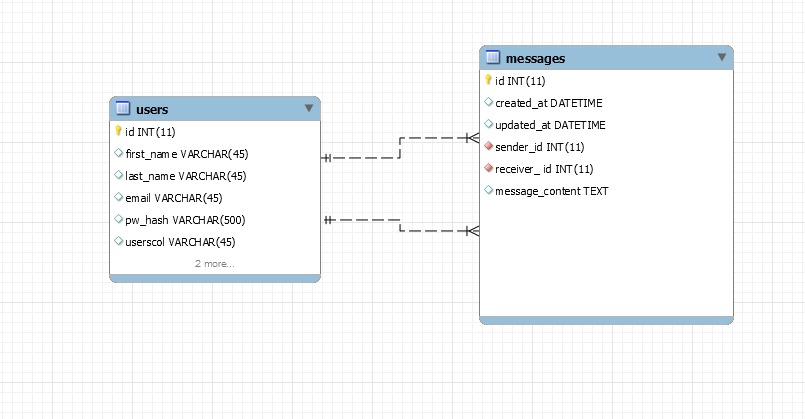 users
id INT(11)
first_name VARCHAR(45)
last_name VARCHAR(45)
email VARCHAR(45)
pw_hash VARCHAR(500)
userscol VARCHAR(45)
2 more...
messages
id INT(11)
created_at DATETIME
updated_at DATETIME
sender_id INT(11)
receiver_ id INT(11)
message_content TEXT